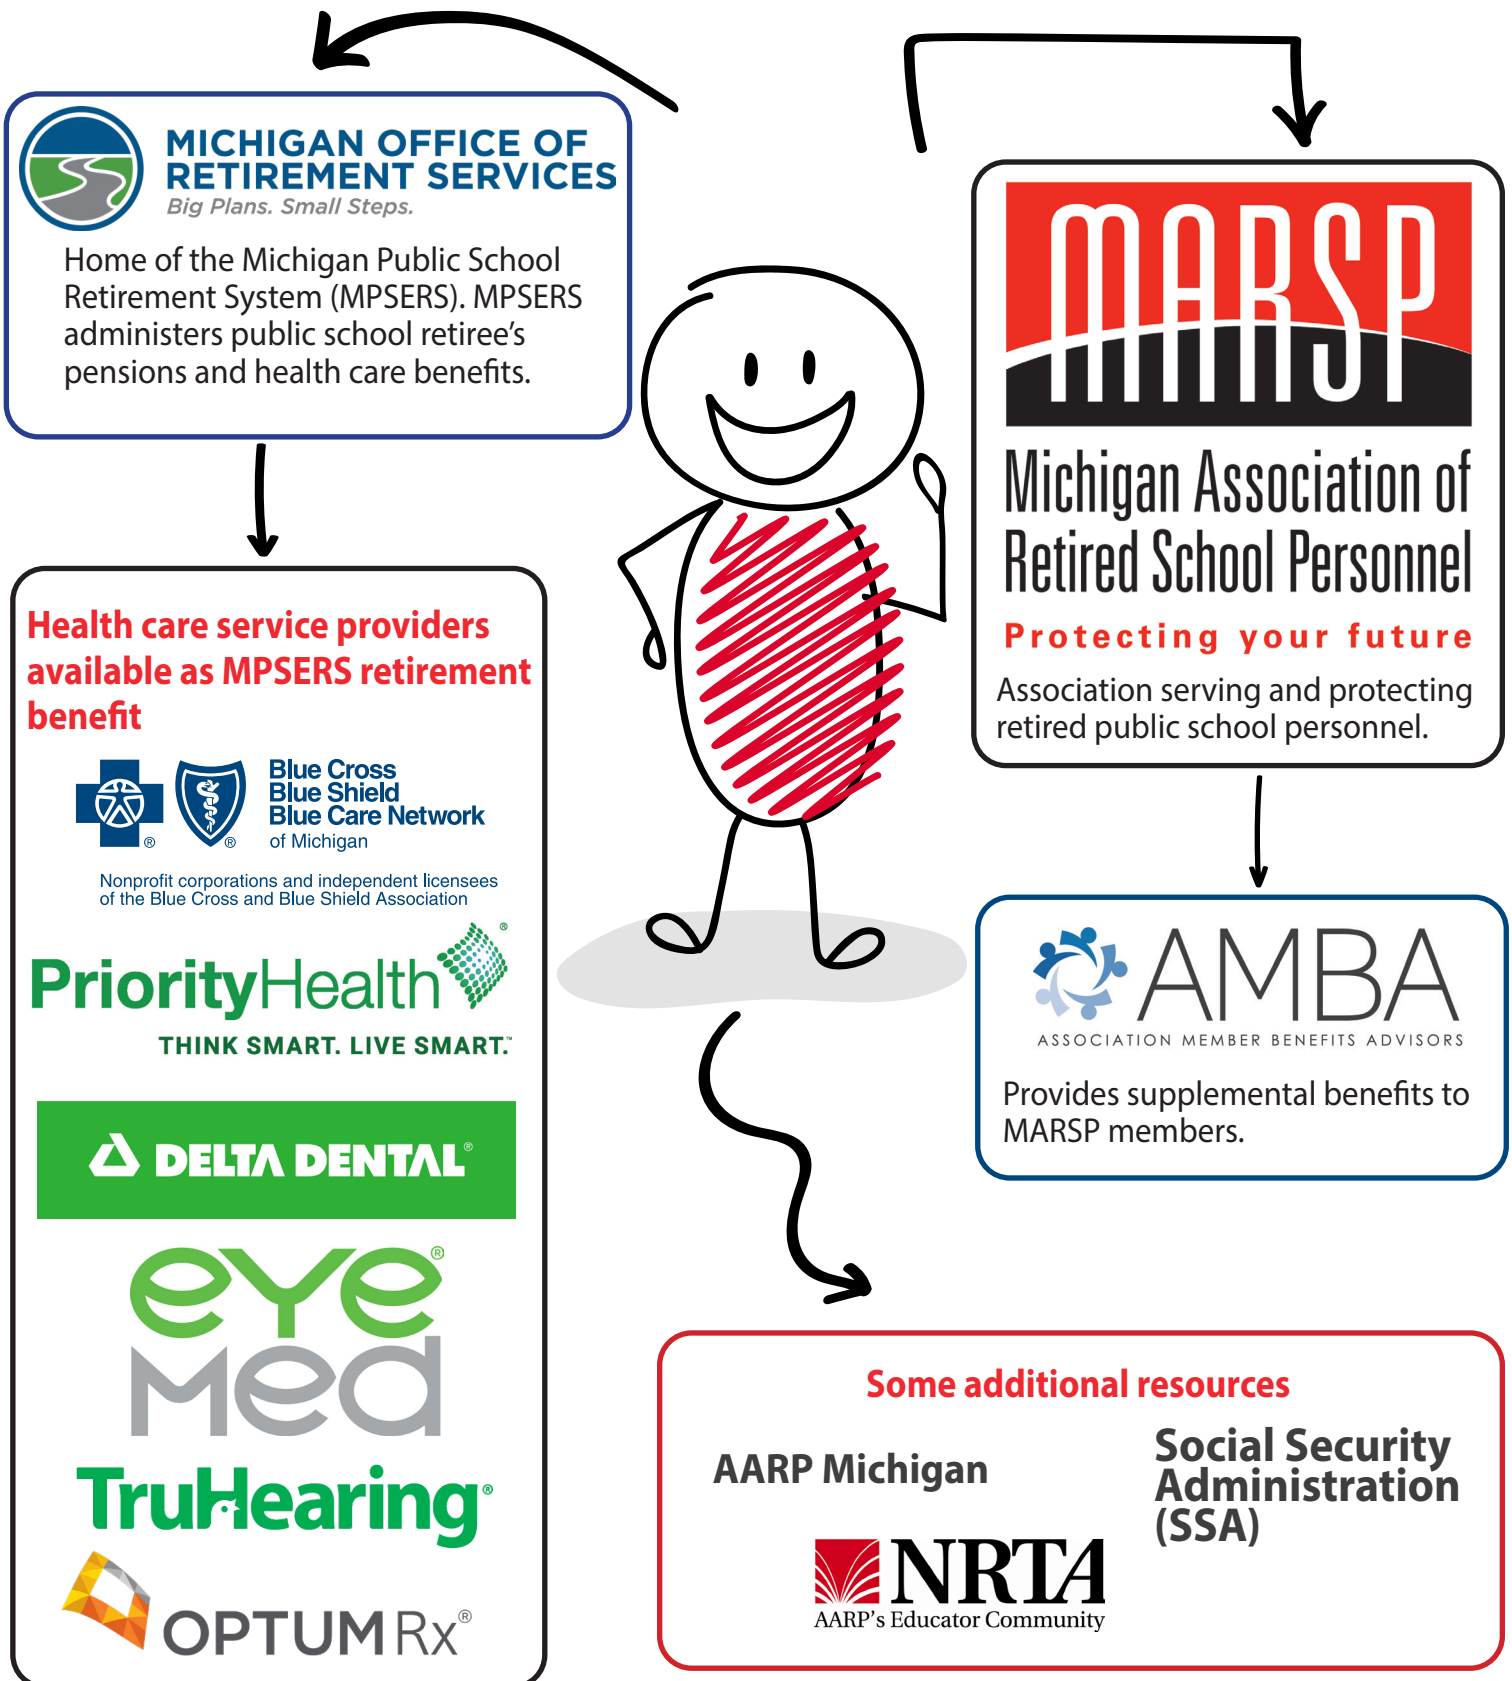 MICHIGAN OFFICE OF
RETIREMENT SERVICES
Big Plans. Small Steps.
Home of the Michigan Public School
Retirement System (MPSERS). MPSERS
administers public school retiree's
pensions and health care benefits.
Health care service providers
available as MPSERS retirement
benefit
Blue Cross
Blue Shield
Blue Care Network
of Michigan
® ®
Nonprofit corporations and independent licensees
of the Blue Cross and Blue Shield Association
PriorityHealth®
THINK SMART. LIVE SMART.™
DELTA DENTAL®
eye®
Med
TruHearing®
OPTUMRx®
MARSP
Michigan Association of
Retired School Personnel
Protecting your future
Association serving and protecting
retired public school personnel.
AMBA
ASSOCIATION MEMBER BENEFITS ADVISORS
Provides supplemental benefits to
MARSP members.
Some additional resources
AARP Michigan
Social Security
Administration
(SSA)
NRTA
AARP's Educator Community